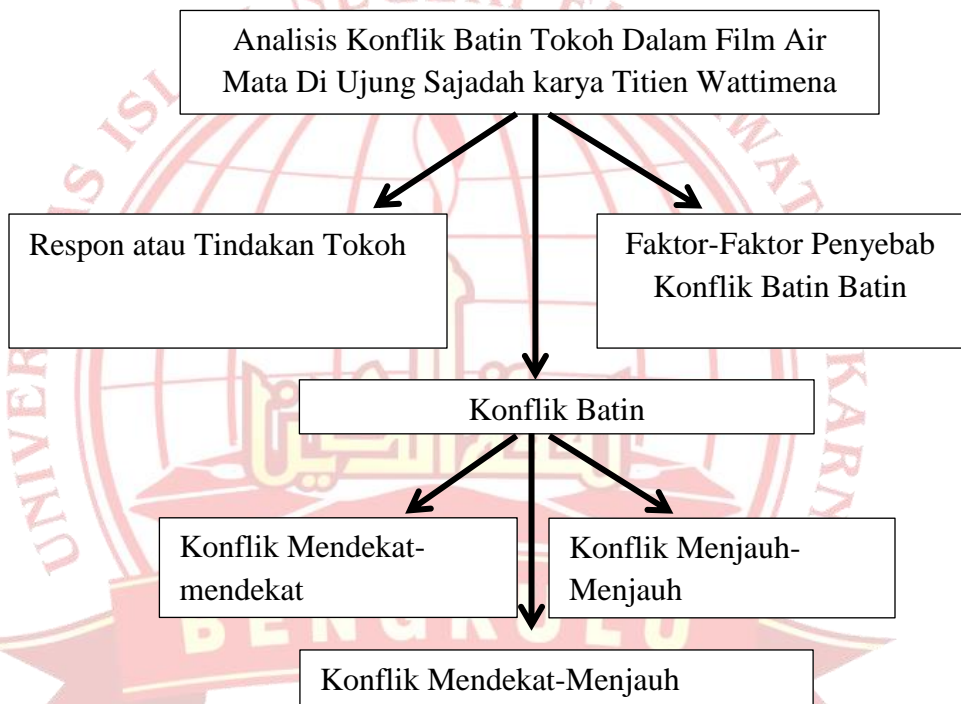 Analisis Konflik Batin Tokoh Dalam Film Air
Mata Di Ujung Sajadah karya Titien Wattimena
Respon atau Tindakan Tokoh
Faktor-Faktor Penyebab
Konflik Batin Batin
Konflik Batin
Konflik Mendekat-
mendekat
Konflik Menjauh-
Menjauh
Konflik Mendekat-Menjauh
BENGKULU